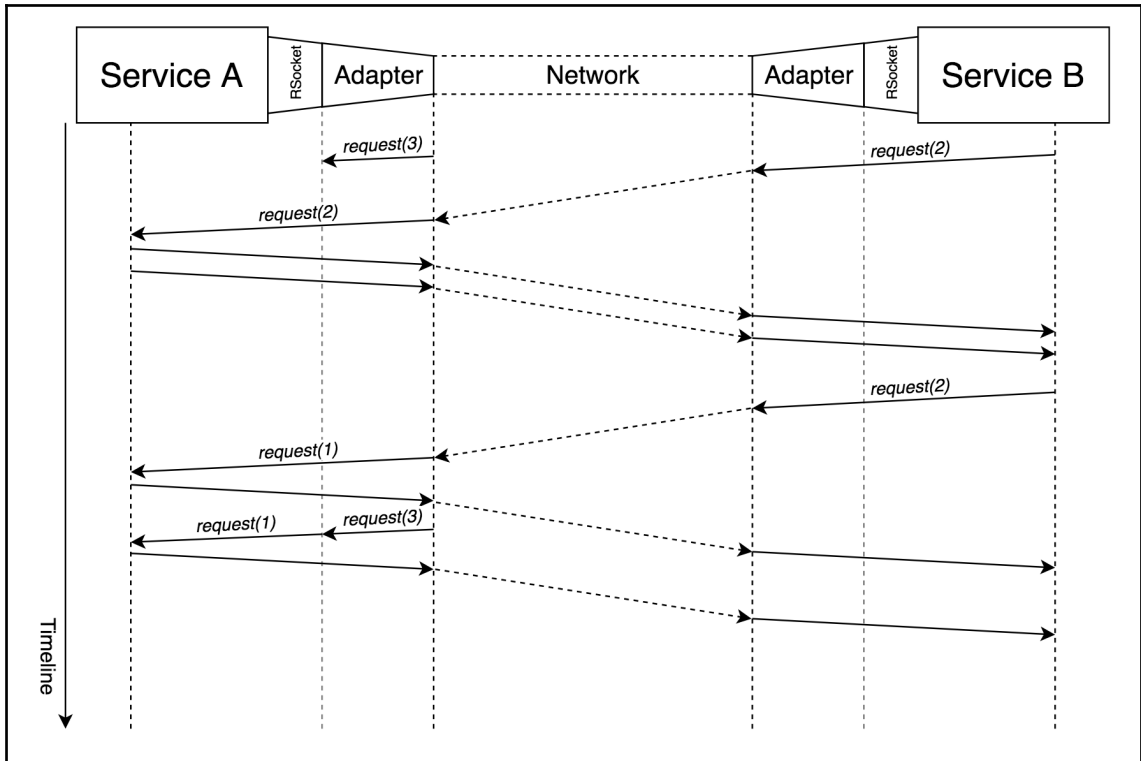 Service A
RSocket
Adapter
Network
Adapter
RSocket
Service B
request(3)
request(2)
request(2)
request(2)
request(1)
request(3)
request(1)
Timeline